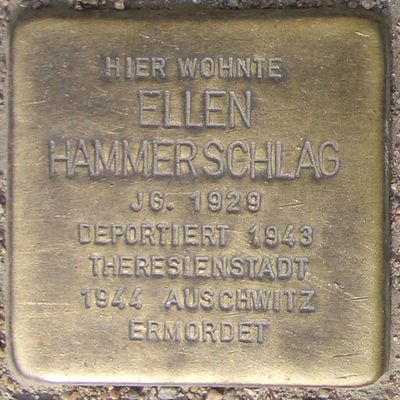 HIER WOHNTE
ELLEN
HAMMERSCHLAG
JG. 1929
DEPORTIERT 1943
THERESIENSTADT
1944 AUSCHWITZ
ERMORDET